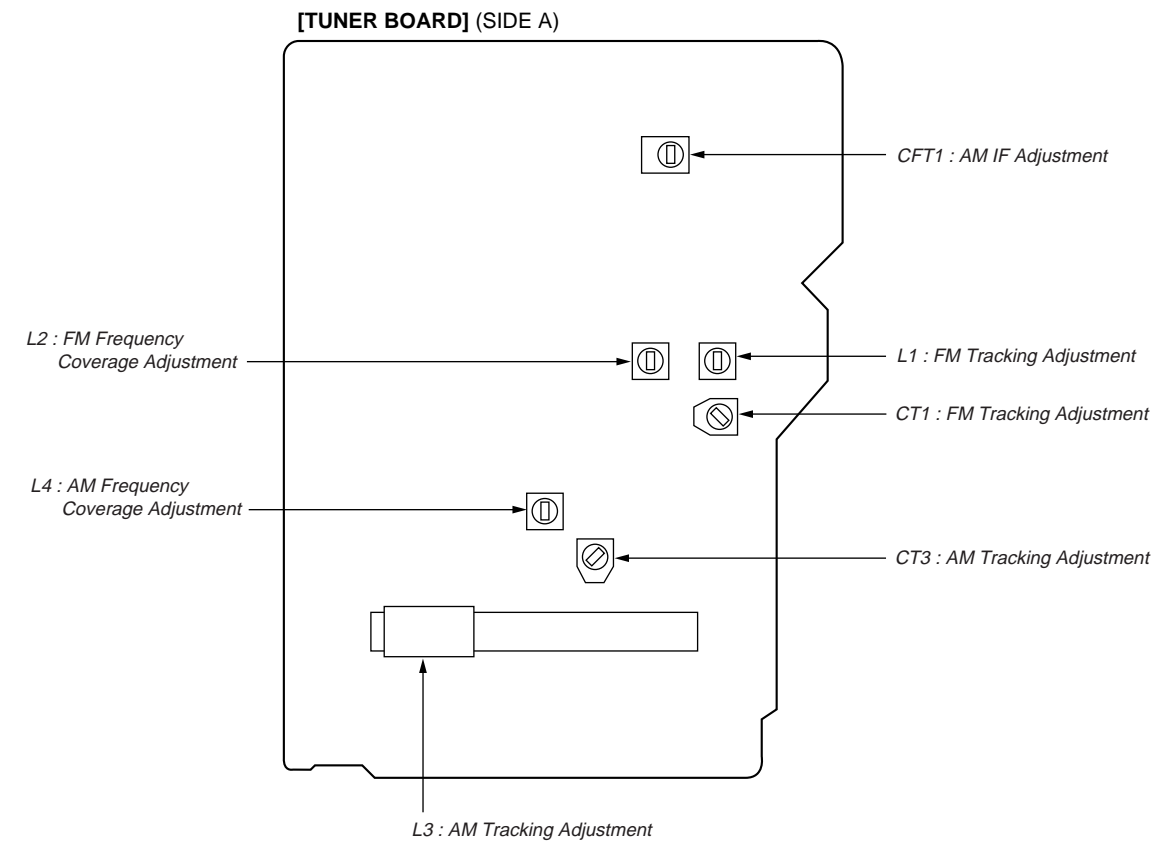 [TUNER BOARD] (SIDE A)
CFT1 : AM IF Adjustment
L2 : FM Frequency
Coverage Adjustment
L1 : FM Tracking Adjustment
CT1 : FM Tracking Adjustment
L4 : AM Frequency
Coverage Adjustment
CT3 : AM Tracking Adjustment
L3 : AM Tracking Adjustment